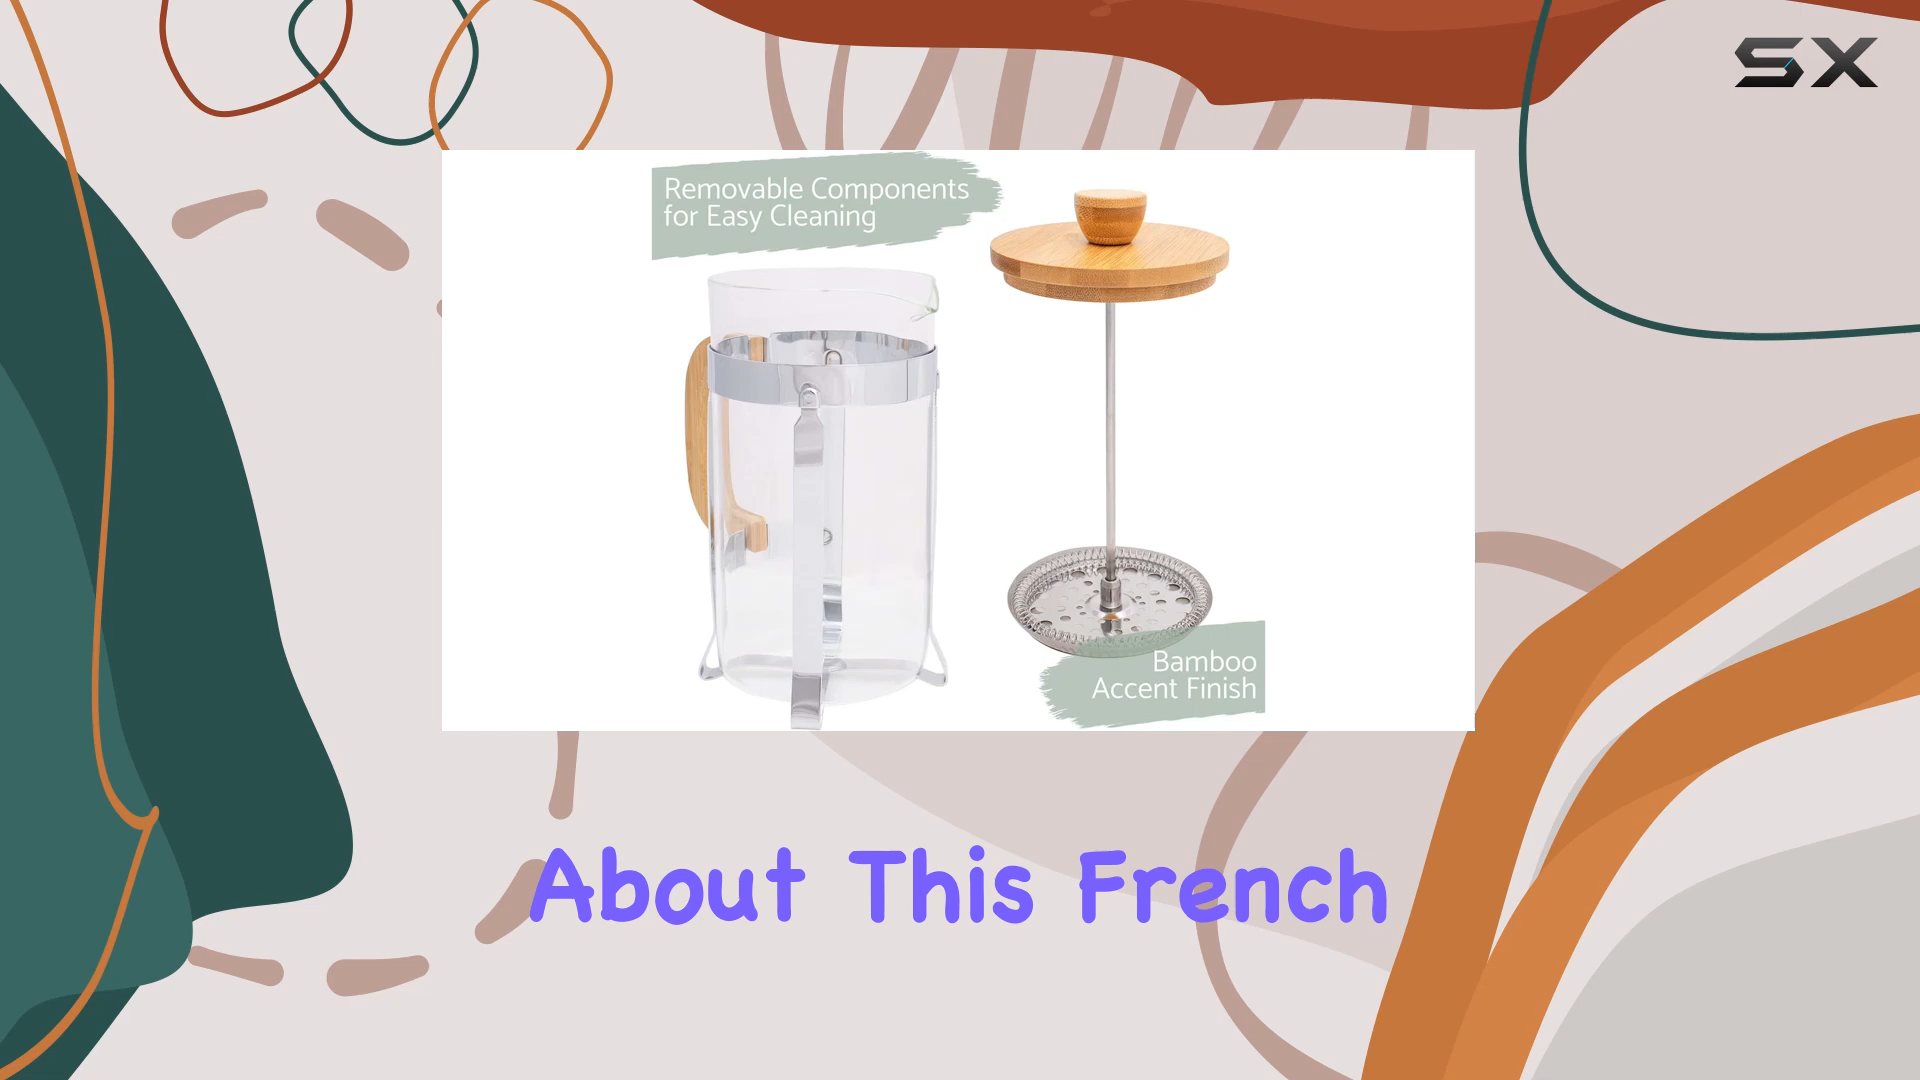 SX
Removable Components
for Easy Cleaning
Bamboo
Accent Finish
About This French